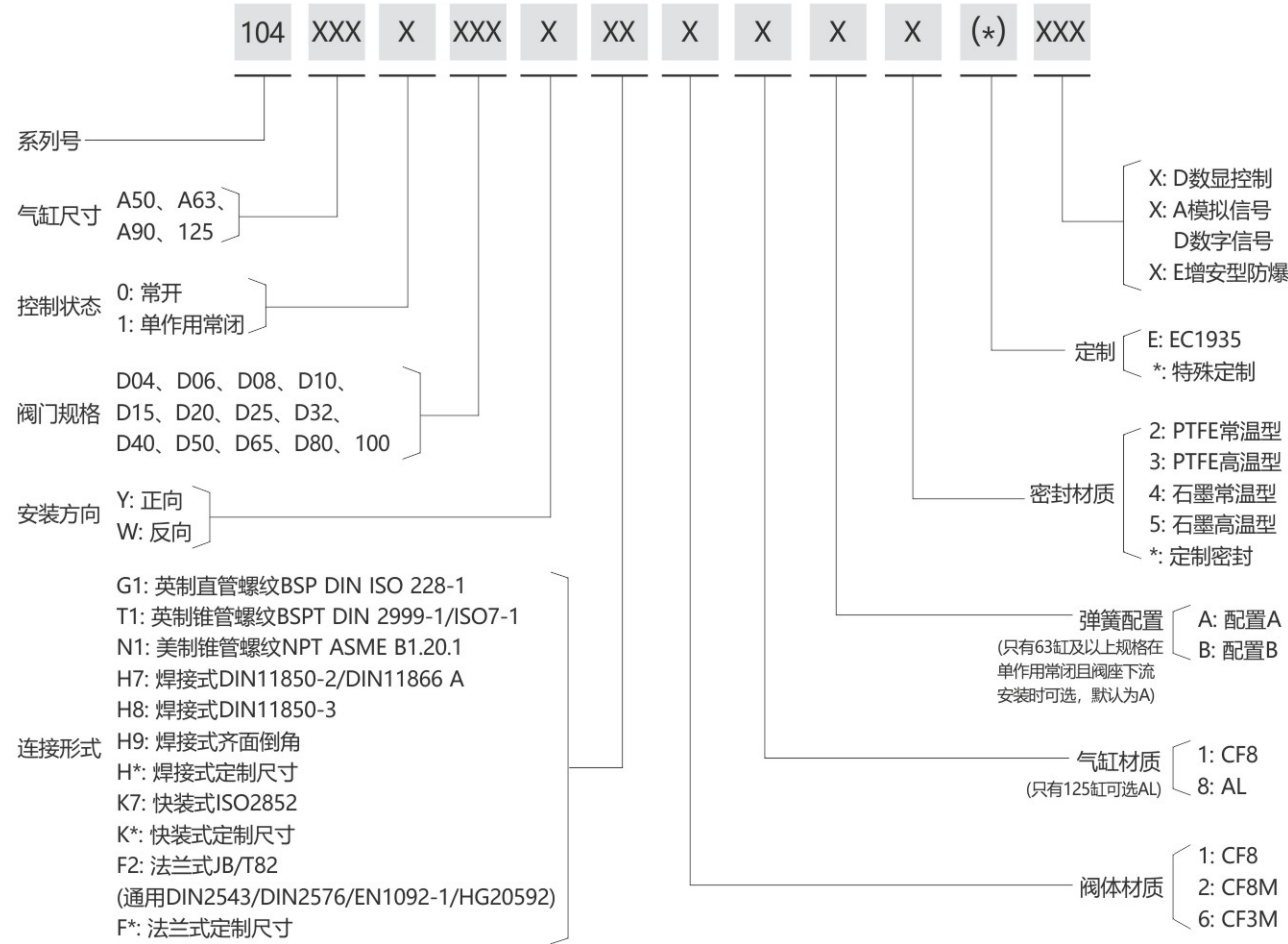 104 XXX X XXX X XX X X X X (*) XXX
系列号
气缸尺寸
A50、A63、
A90、125
控制状态
0: 常开
1: 单作用常闭
阀门规格
D04、D06、D08、D10、
D15、D20、D25、D32、
D40、D50、D65、D80、100
安装方向
Y: 正向
W: 反向
连接形式
G1: 英制直管螺纹BSP DIN ISO 228-1
T1: 英制锥管螺纹BSPT DIN 2999-1/ISO7-1
N1: 美制锥管螺纹NPT ASME B1.20.1
H7: 焊接式DIN11850-2/DIN11866 A
H8: 焊接式DIN11850-3
H9: 焊接式齐面倒角
H*: 焊接式定制尺寸
K7: 快装式ISO2852
K*: 快装式定制尺寸
F2: 法兰式JB/T82
(通用DIN2543/DIN2576/EN1092-1/HG20592)
F*: 法兰式定制尺寸
X: D数显控制
X: A模拟信号
D数字信号
X: E增安型防爆
定制
E: EC1935
*: 特殊定制
密封材质
2: PTFE常温型
3: PTFE高温型
4: 石墨常温型
5: 石墨高温型
*: 定制密封
弹簧配置
(只有63缸及以上规格在
单作用常闭且阀座下流
安装时可选，默认为A)
A: 配置A
B: 配置B
气缸材质
(只有125缸可选AL)
1: CF8
8: AL
阀体材质
1: CF8
2: CF8M
6: CF3M